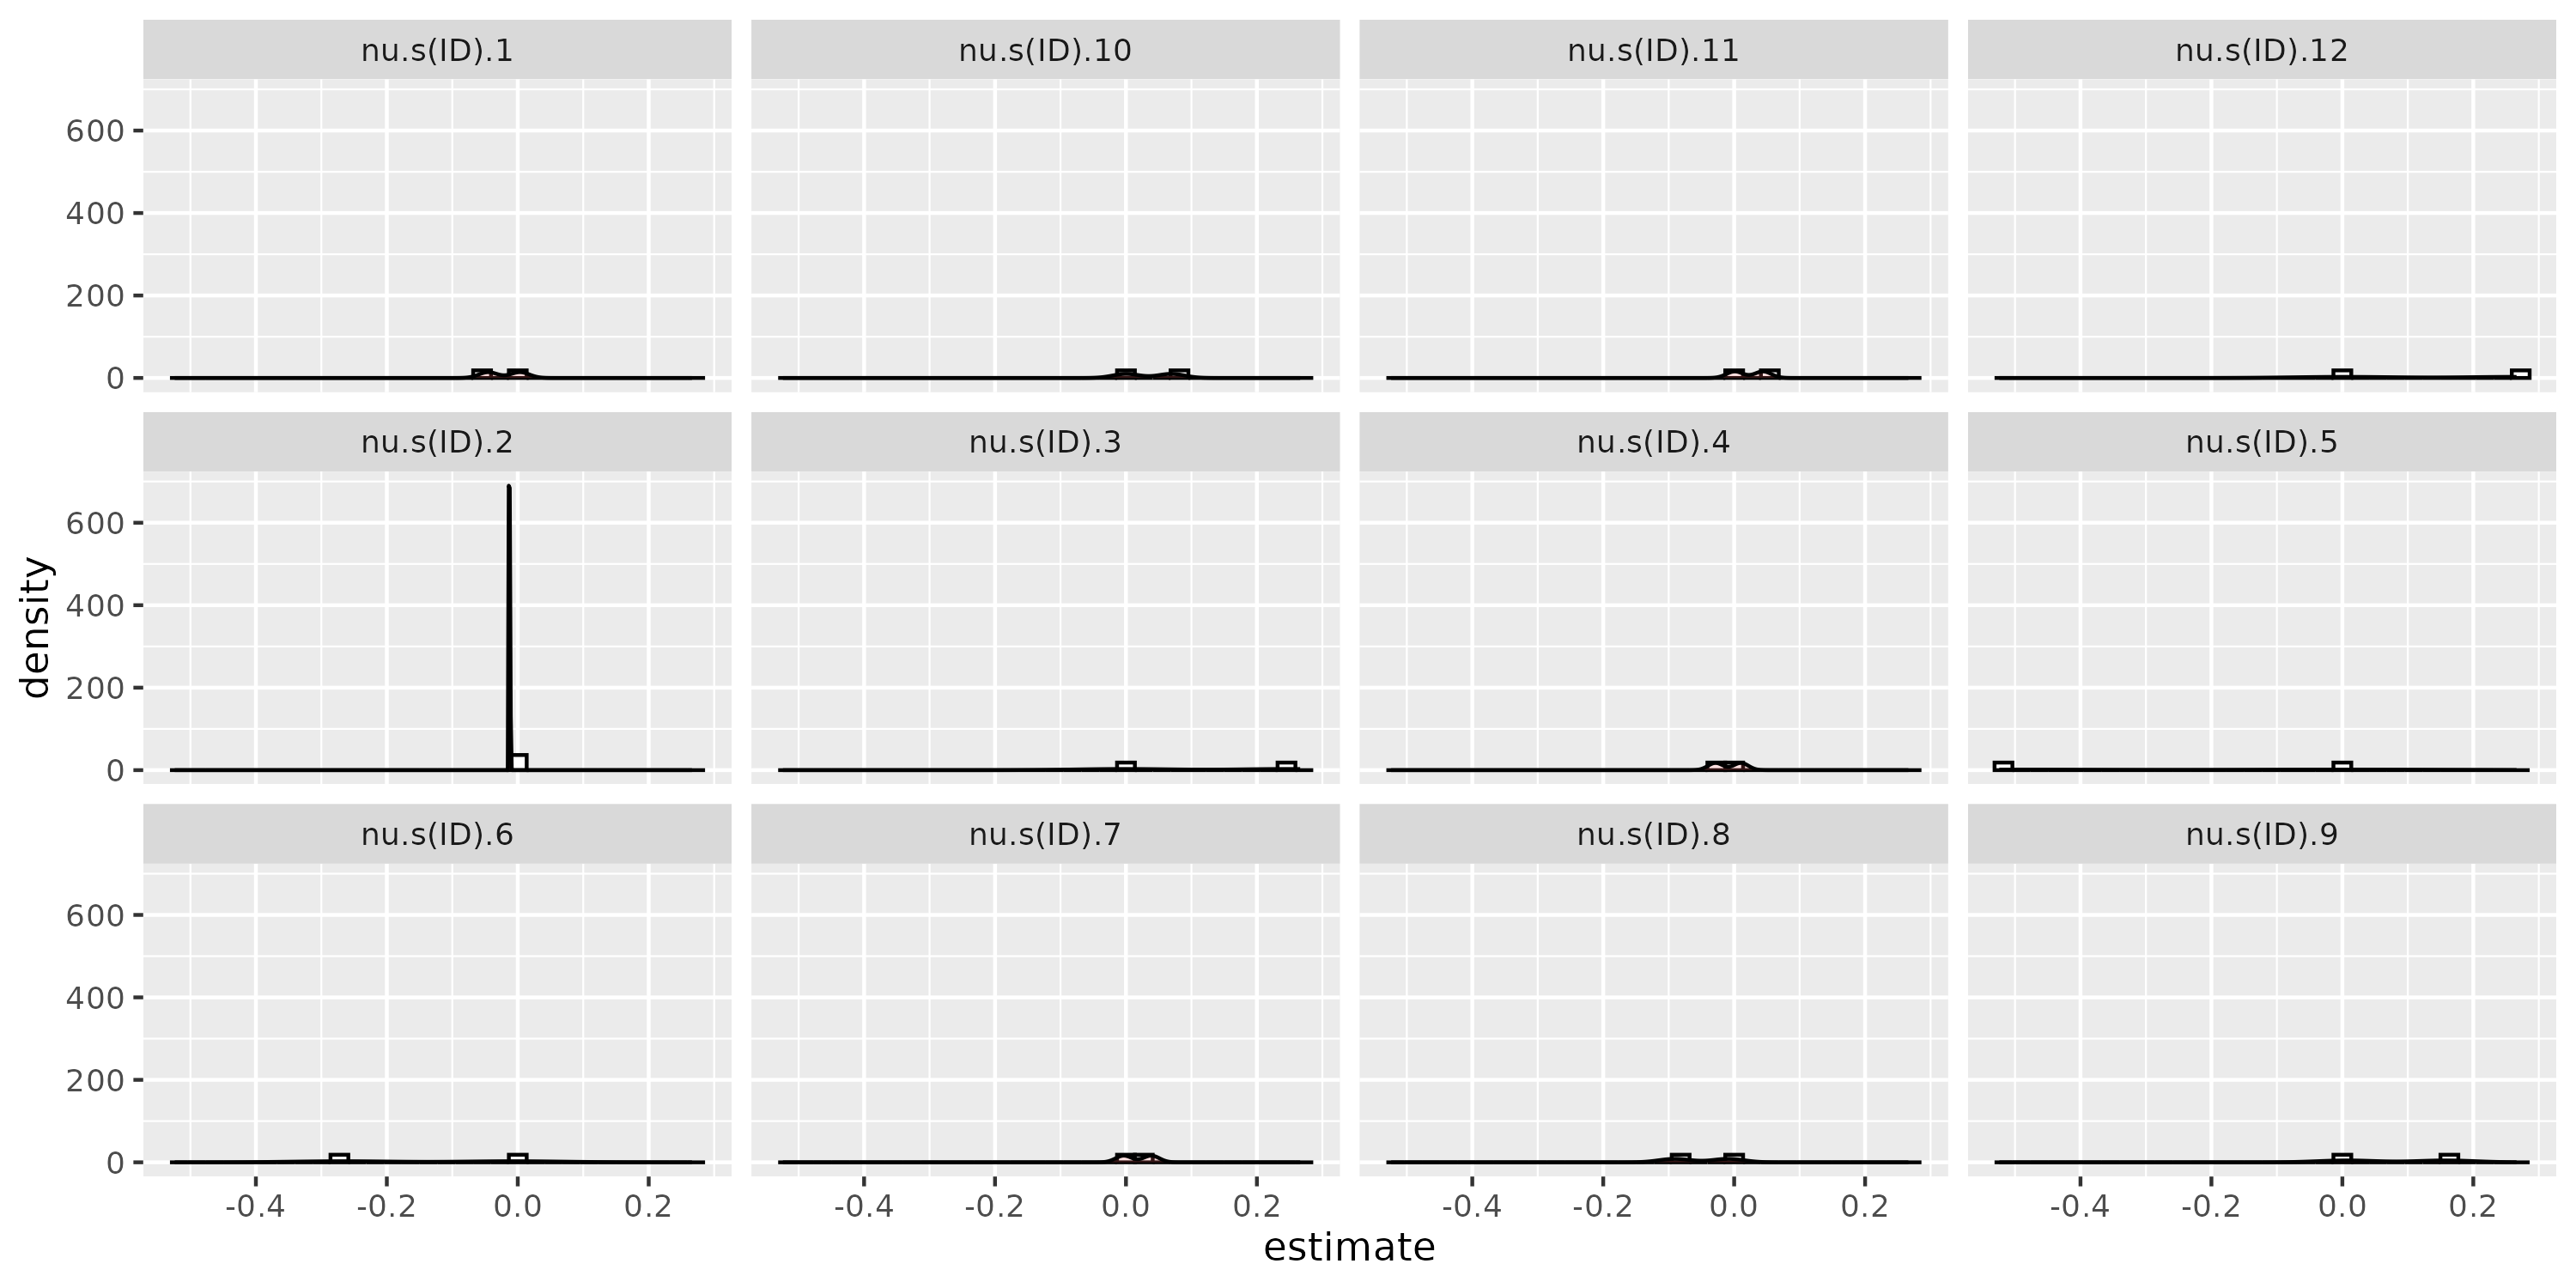 nu.s(ID).1 nu.s(ID).10 nu.s(ID).11 nu.s(ID).12
600
400
200
0
nu.s(ID).2 nu.s(ID).3 nu.s(ID).4 nu.s(ID).5
density
600
400
200
0
nu.s(ID).6 nu.s(ID).7 nu.s(ID).8 nu.s(ID).9
600
400
200
0
-0.4 -0.2 0.0 0.2 -0.4 -0.2 0.0 0.2 -0.4 -0.2 0.0 0.2 -0.4 -0.2 0.0 0.2
estimate